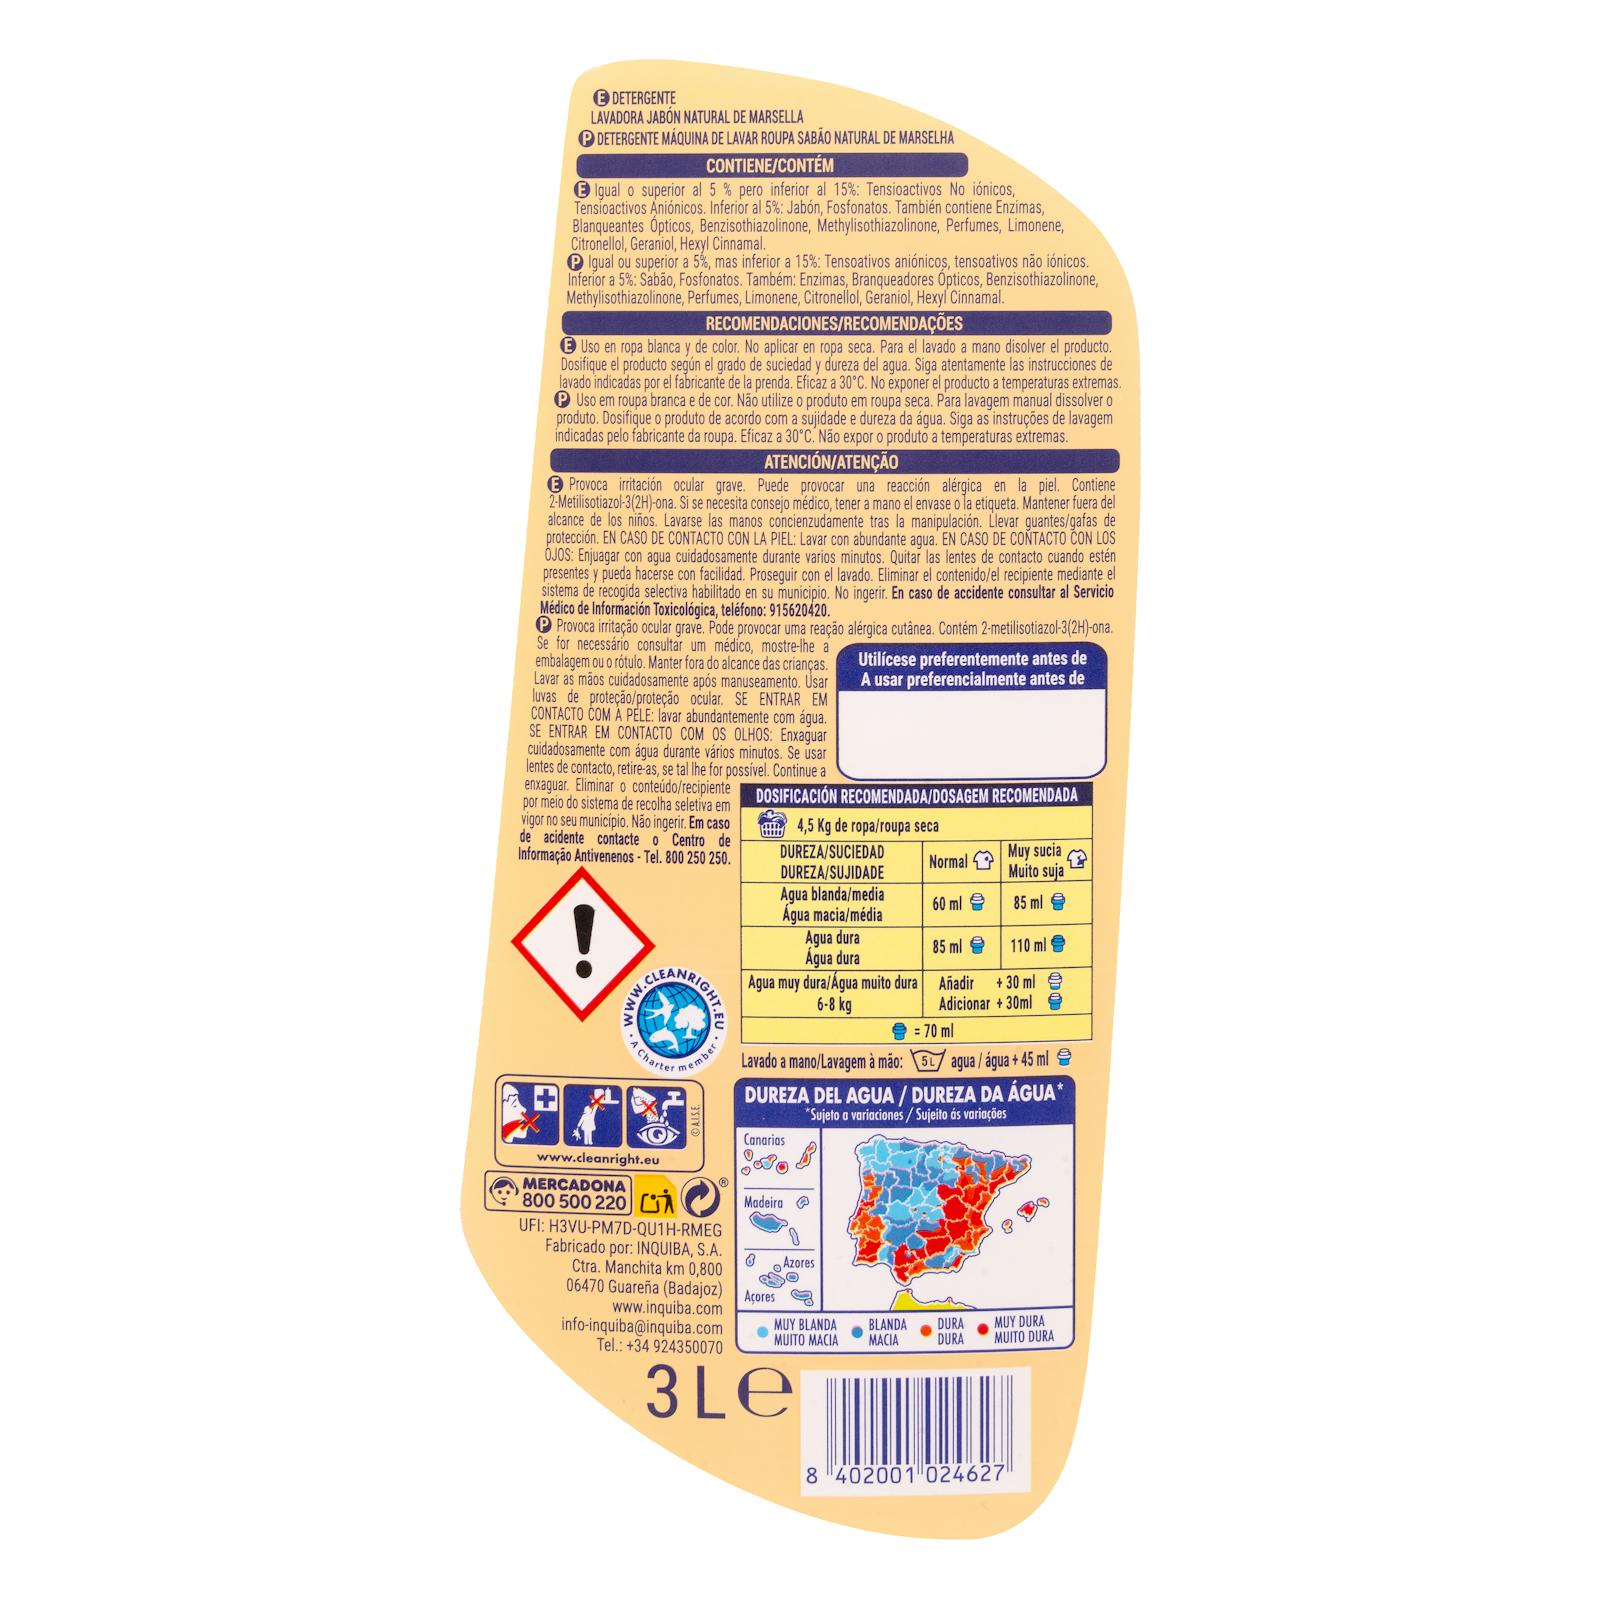 E DETERGENTE
LAVADORA JABÓN NATURAL DE MARSELLA
P DETERGENTE MÁQUINA DE LAVAR ROUPA SABÃO NATURAL DE MARSELHA
CONTIENE/CONTÉM
E Igual o superior al 5 % pero inferior al 15%: Tensioactivos No iónicos,
Tensioactivos Aniónicos. Inferior al 5%: Jabón, Fosfonatos. También contiene Enzimas,
Blanqueantes Ópticos, Benzisothiazolinone, Methylisothiazolinone, Perfumes, Limonene,
Citronellol, Geraniol, Hexyl Cinnamal.
P Igual ou superior a 5%, mas inferior a 15%: Tensoativos aniónicos, tensoativos não iónicos.
Inferior a 5%: Sabão, Fosfonatos. Também: Enzimas, Branqueadores Ópticos, Benzisothiazolinone,
Methylisothiazolinone, Perfumes, Limonene, Citronellol, Geraniol, Hexyl Cinnamal.
RECOMENDACIONES/RECOMENDAÇÕES
E Uso en ropa blanca y de color. No aplicar en ropa seca. Para el lavado a mano disolver el producto.
Dosifique el producto según el grado de suciedad y dureza del agua. Siga atentamente las instrucciones de
lavado indicadas por el fabricante de la prenda. Eficaz a 30°C. No exponer el producto a temperaturas extremas.
P Uso em roupa branca e de cor. Não utilize o produto em roupa seca. Para lavagem manual dissolver o
produto. Dosifique o produto de acordo com a sujidade e dureza da água. Siga as instruções de lavagem
indicadas pelo fabricante da roupa. Eficaz a 30°C. Não expor o produto a temperaturas extremas.
ATENCIÓN/ATENÇÃO
E Provoca irritación ocular grave. Puede provocar una reacción alérgica en la piel. Contiene
2-Metilisotiazol-3(2H)-ona. Si se necesita consejo médico, tener a mano el envase o la etiqueta. Mantener fuera del
alcance de los niños. Lavarse las manos concienzudamente tras la manipulación. Llevar guantes/gafas de
protección. EN CASO DE CONTACTO CON LA PIEL: Lavar con abundante agua. EN CASO DE CONTACTO CON LOS
OJOS: Enjuagar con agua cuidadosamente durante varios minutos. Quitar las lentes de contacto cuando estén
presentes y pueda hacerse con facilidad. Proseguir con el lavado. Eliminar el contenido/el recipiente mediante el
sistema de recogida selectiva habilitado en su municipio. No ingerir. En caso de accidente consultar al Servicio
Médico de Información Toxicológica, teléfono: 915620420.
P Provoca irritação ocular grave. Pode provocar uma reação alérgica cutânea. Contém 2-metilisotiazol-3(2H)-ona.
Se for necessário consultar um médico, mostre-lhe a
embalagem ou o rótulo. Manter fora do alcance das crianças.
Lavar as mãos cuidadosamente após manuseamento. Usar
luvas de proteção/proteção ocular. SE ENTRAR EM
CONTACTO COM A PELE: lavar abundantemente com água.
SE ENTRAR EM CONTACTO COM OS OLHOS: Enxaguar
cuidadosamente com água durante vários minutos. Se usar
lentes de contacto, retire-as, se tal lhe for possível. Continue a
enxaguar. Eliminar o conteúdo/recipiente
por meio do sistema de recolha seletiva em
vigor no seu município. Não ingerir. Em caso
de acidente contacte o Centro de
Informação Antivenenos - Tel. 800 250 250.
Utilícese preferentemente antes de
A usar preferencialmente antes de
DOSIFICACIÓN RECOMENDADA/DOSAGEM RECOMENDADA
4,5 Kg de ropa/roupa seca
DUREZA/SUCIEDAD
DUREZA/SUJIDADE
Normal
Muy sucia
Muito suja
Agua blanda/media
Água macia/média
60 ml
85 ml
Agua dura
Água dura
85 ml
110 ml
Agua muy dura/Água muito dura
6-8 kg
Añadir + 30 ml
Adicionar + 30ml
= 70 ml
Lavado a mano/Lavagem à mão: 5 L agua / água + 45 ml
WWW.CLEANRIGHT.EU
A Charter member
© A.I.S.E.
www.cleanright.eu
MERCADONA
800 500 220
®
UFI: H3VU-PM7D-QU1H-RMEG
Fabricado por: INQUIBA, S.A.
Ctra. Manchita km 0,800
06470 Guareña (Badajoz)
www.inquiba.com
info-inquiba@inquiba.com
Tel.: +34 924350070
DUREZA DEL AGUA / DUREZA DA ÁGUA*
*Sujeto a variaciones / Sujeito ás variações
Canarias
Madeira
Azores
Açores
MUY BLANDA
MUITO MACIA
BLANDA
MACIA
DURA
DURA
MUY DURA
MUITO DURA
3 L e
8 402001 024627